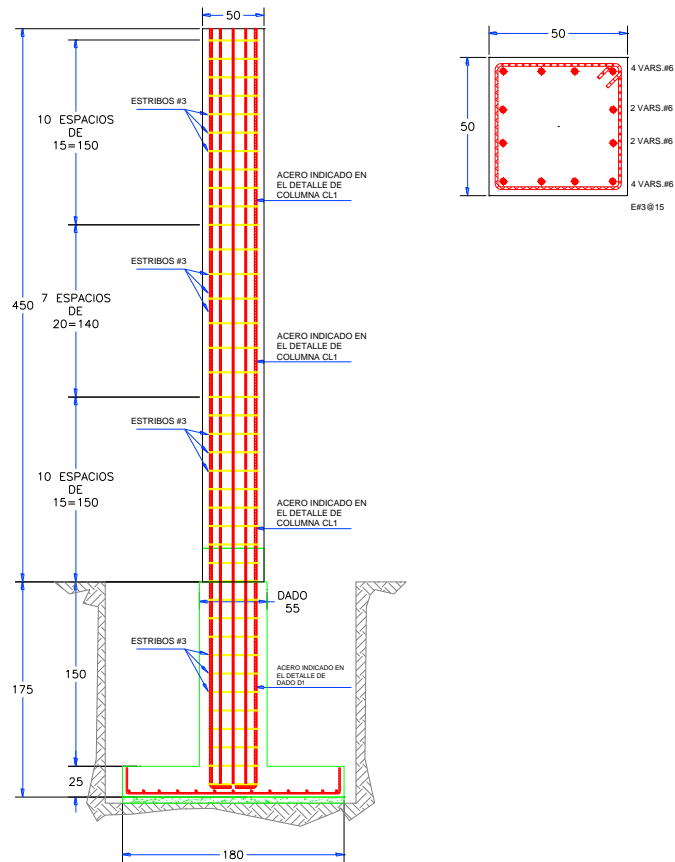 50
10 ESPACIOS
DE
15=150
ESTRIBOS #3
ACERO INDICADO EN
EL DETALLE DE
COLUMNA CL1
450
7 ESPACIOS
DE
20=140
ESTRIBOS #3
ACERO INDICADO EN
EL DETALLE DE
COLUMNA CL1
10 ESPACIOS
DE
15=150
ESTRIBOS #3
ACERO INDICADO EN
EL DETALLE DE
COLUMNA CL1
DADO
55
ESTRIBOS #3
ACERO INDICADO EN
EL DETALLE DE
DADO D1
175
150
25
180
50
50
4 VARS.#6
2 VARS.#6
2 VARS.#6
4 VARS.#6
E#3@15